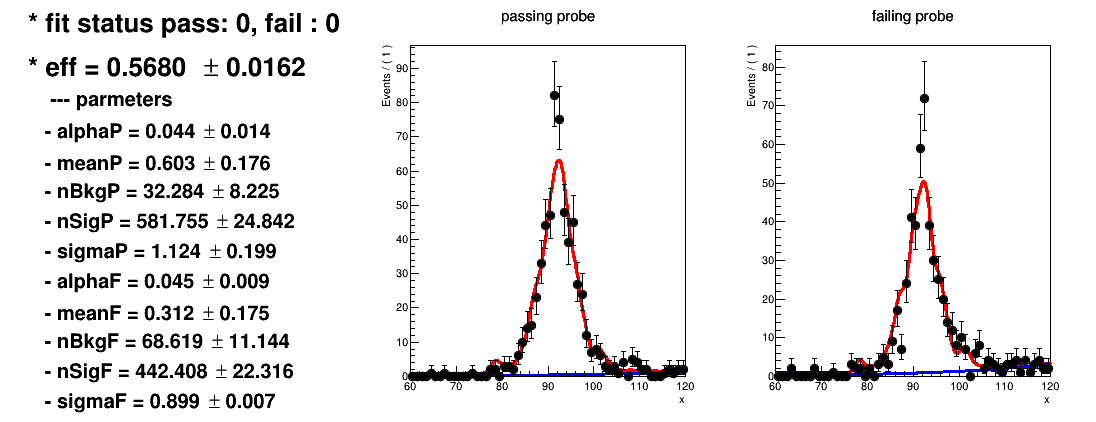 * fit status pass: 0, fail : 0
* eff = 0.5680 ± 0.0162
--- parmeters
- alphaP = 0.044 ± 0.014
- meanP = 0.603 ± 0.176
- nBkgP = 32.284 ± 8.225
- nSigP = 581.755 ± 24.842
- sigmaP = 1.124 ± 0.199
- alphaF = 0.045 ± 0.009
- meanF = 0.312 ± 0.175
- nBkgF = 68.619 ± 11.144
- nSigF = 442.408 ± 22.316
- sigmaF = 0.899 ± 0.007
passing probe
Events / ( 1 )
90
80
70
60
50
40
30
20
10
0
60 70 80 90 100 110 120
x
failing probe
Events / ( 1 )
80
70
60
50
40
30
20
10
0
60 70 80 90 100 110 120
x